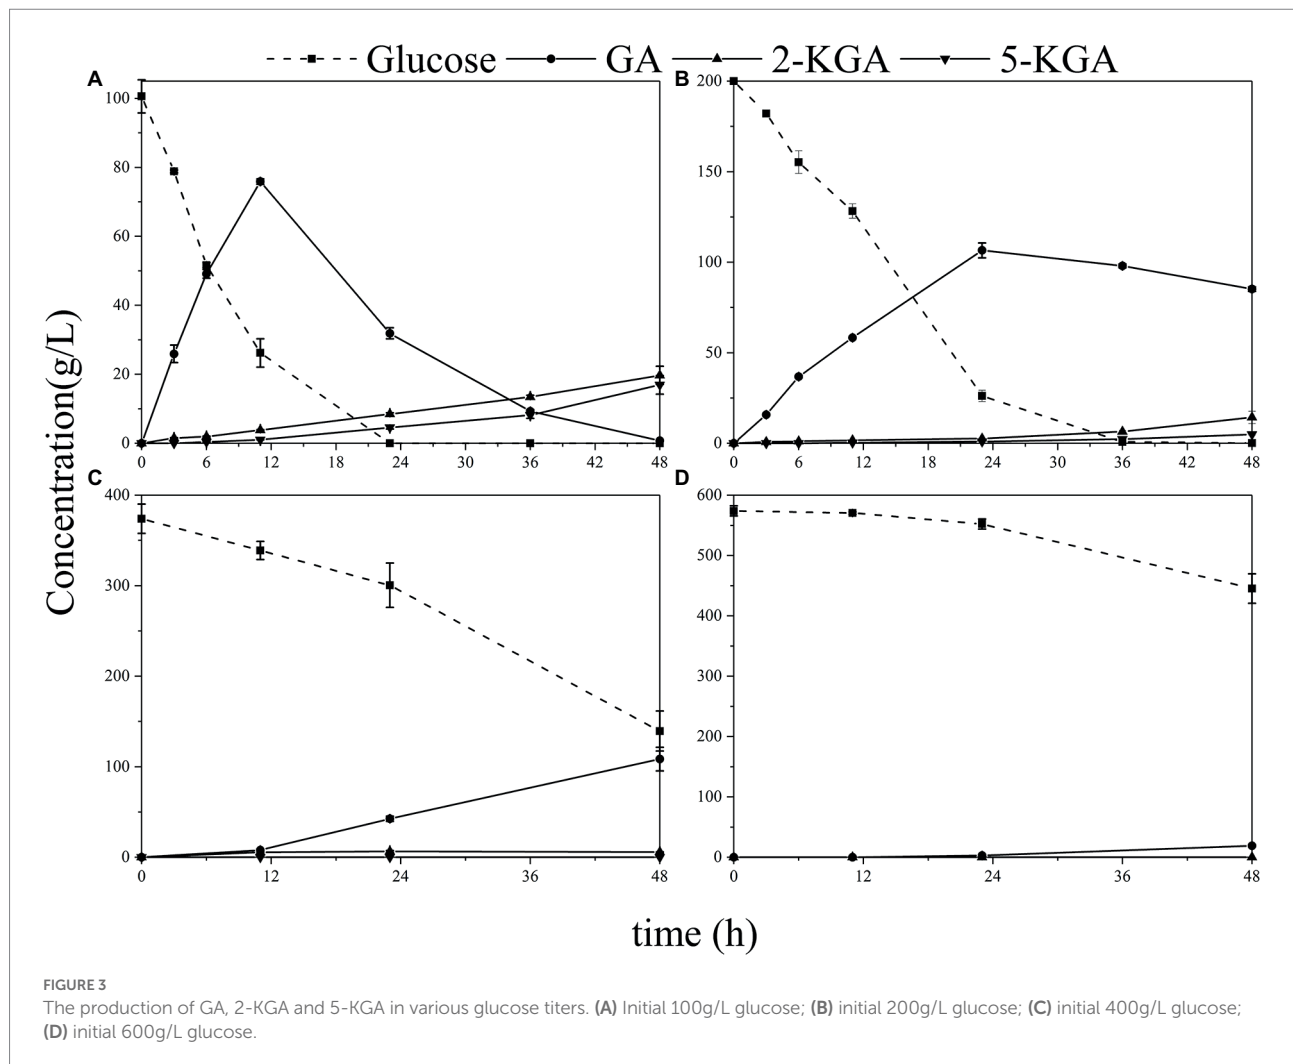 Glucose GA 2-KGA 5-KGA
A
100
80
60
40
20
0
0 6 12 18 24 30 36 42 48
B
200
150
100
50
0
0 6 12 18 24 30 36 42 48
Concentration(g/L)
C
400
300
200
100
0
0 12 24 36 48
D
600
500
400
300
200
100
0
0 12 24 36 48
time (h)
FIGURE 3
The production of GA, 2-KGA and 5-KGA in various glucose titers. (A) Initial 100g/L glucose; (B) initial 200g/L glucose; (C) initial 400g/L glucose;
(D) initial 600g/L glucose.